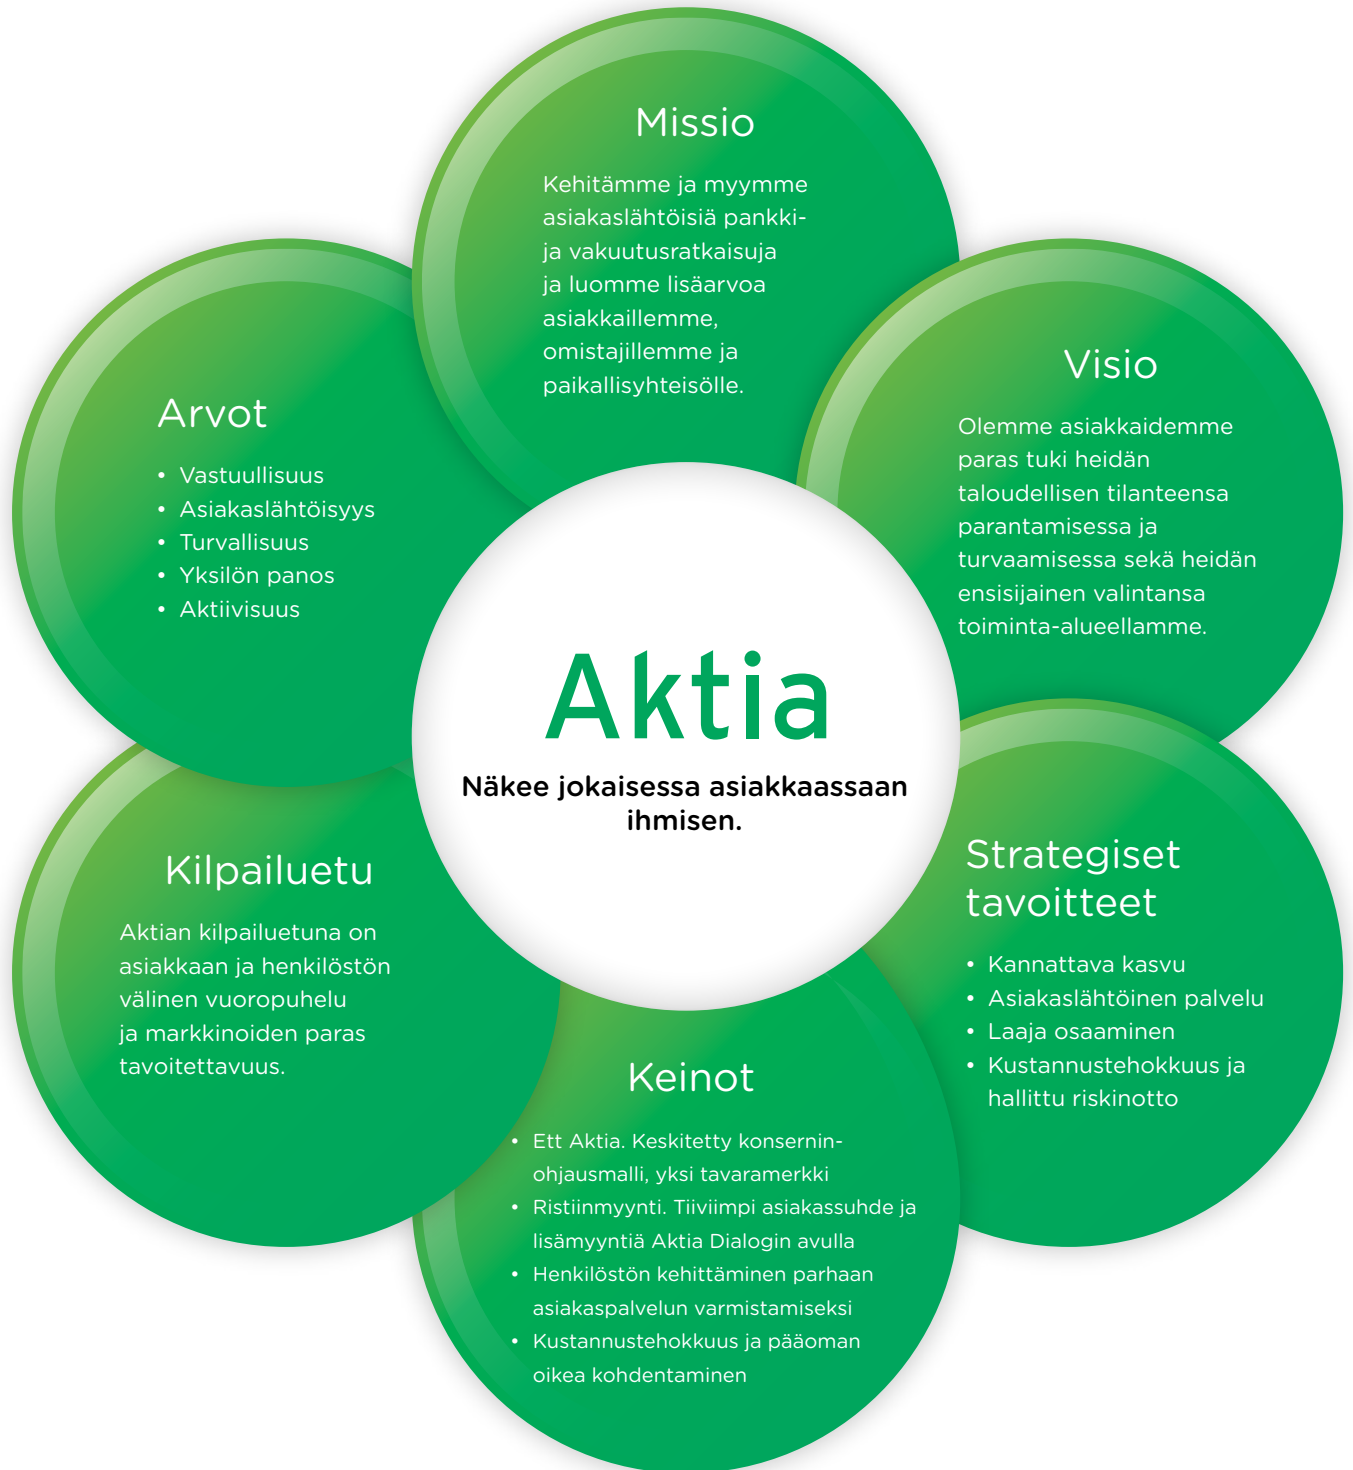 Missio
Kehitämme ja myymme
asiakaslähtöisiä pankki-
ja vakuutusratkaisuja
ja luomme lisäarvoa
asiakkaillemme,
omistajillemme ja
paikallisyhteisölle.
Visio
Olemme asiakkaidemme
paras tuki heidän
taloudellisen tilanteensa
parantamisessa ja
turvaamisessa sekä heidän
ensisijainen valintansa
toiminta-alueellamme.
Arvot
• Vastuullisuus
• Asiakaslähtöisyys
• Turvallisuus
• Yksilön panos
• Aktiivisuus
Aktia
Näkee jokaisessa asiakkaassaan
ihmisen.
Strategiset
tavoitteet
• Kannattava kasvu
• Asiakaslähtöinen palvelu
• Laaja osaaminen
• Kustannustehokkuus ja
hallittu riskinotto
Kilpailuetu
Aktian kilpailuetuna on
asiakkaan ja henkilöstön
välinen vuoropuhelu
ja markkinoiden paras
tavoitettavuus.
Keinot
• Ett Aktia. Keskitetty konsernin-
ohjausmalli, yksi tavaramerkki
• Ristiinmyynti. Tiiviimpi asiakassuhde ja
lisämyyntiä Aktia Dialogin avulla
• Henkilöstön kehittäminen parhaan
asiakaspalvelun varmistamiseksi
• Kustannustehokkuus ja pääoman
oikea kohdentaminen